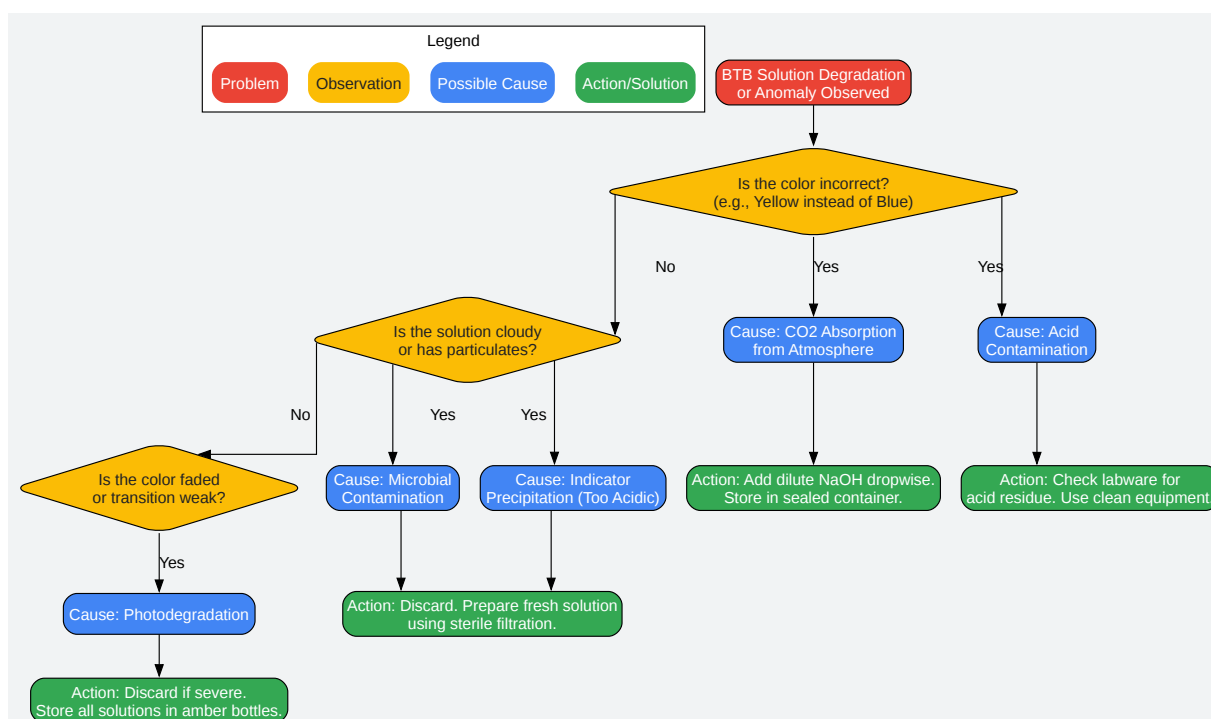 Legend
Problem
Observation
Possible Cause
Action/Solution
BTB Solution Degradation
or Anomaly Observed
Is the color incorrect?
(e.g., Yellow instead of Blue)
No
Yes
Yes
Is the solution cloudy
or has particulates?
Cause: CO2 Absorption
from Atmosphere
Cause: Acid
Contamination
No
Yes
Yes
Is the color faded
or transition weak?
Cause: Microbial
Contamination
Cause: Indicator
Precipitation (Too Acidic)
Action: Add dilute NaOH dropwise.
Store in sealed container.
Action: Check labware for
acid residue. Use clean equipment.
Yes
Cause: Photodegradation
Action: Discard. Prepare fresh solution
using sterile filtration.
Action: Discard if severe.
Store all solutions in amber bottles.